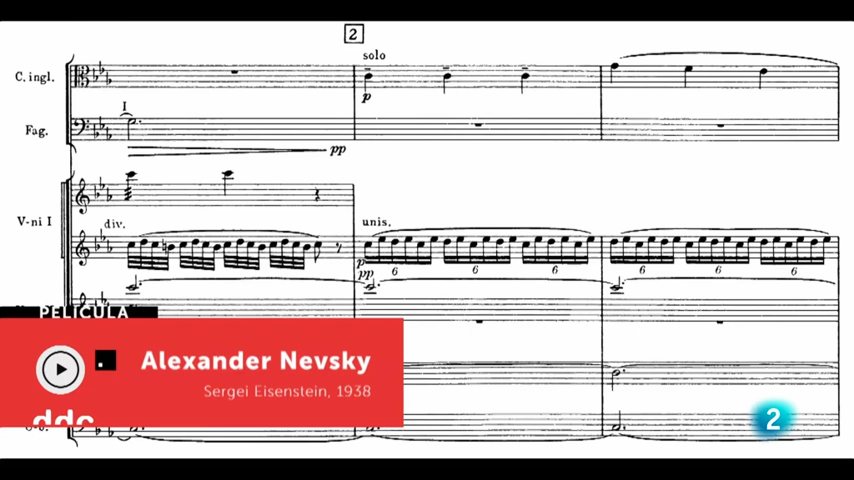 2
solo
C. ingl.
p
I
Fag.
pp
V-ni I
div.
unis.
p
pp
6 6 6 6 6 6
PELÍCULA
Alexander Nevsky
Sergei Eisenstein, 1938
ddc
2